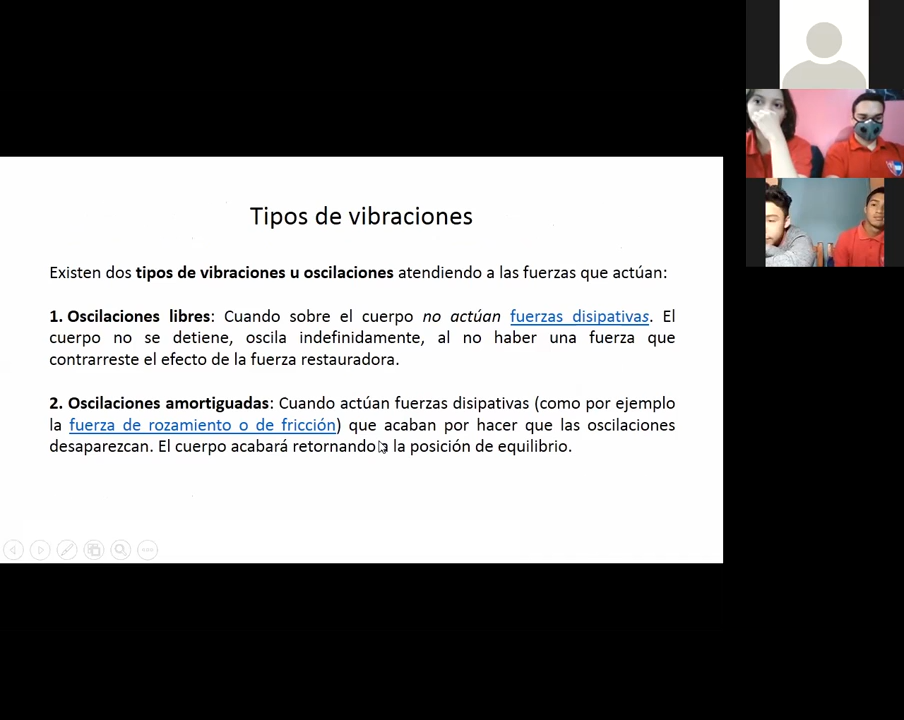 Tipos de vibraciones
Existen dos tipos de vibraciones u oscilaciones atendiendo a las fuerzas que actúan:
1. Oscilaciones libres: Cuando sobre el cuerpo no actúan fuerzas disipativas. El
cuerpo no se detiene, oscila indefinidamente, al no haber una fuerza que
contrarreste el efecto de la fuerza restauradora.
2. Oscilaciones amortiguadas: Cuando actúan fuerzas disipativas (como por ejemplo
la fuerza de rozamiento o de fricción) que acaban por hacer que las oscilaciones
desaparezcan. El cuerpo acabará retornando a la posición de equilibrio.